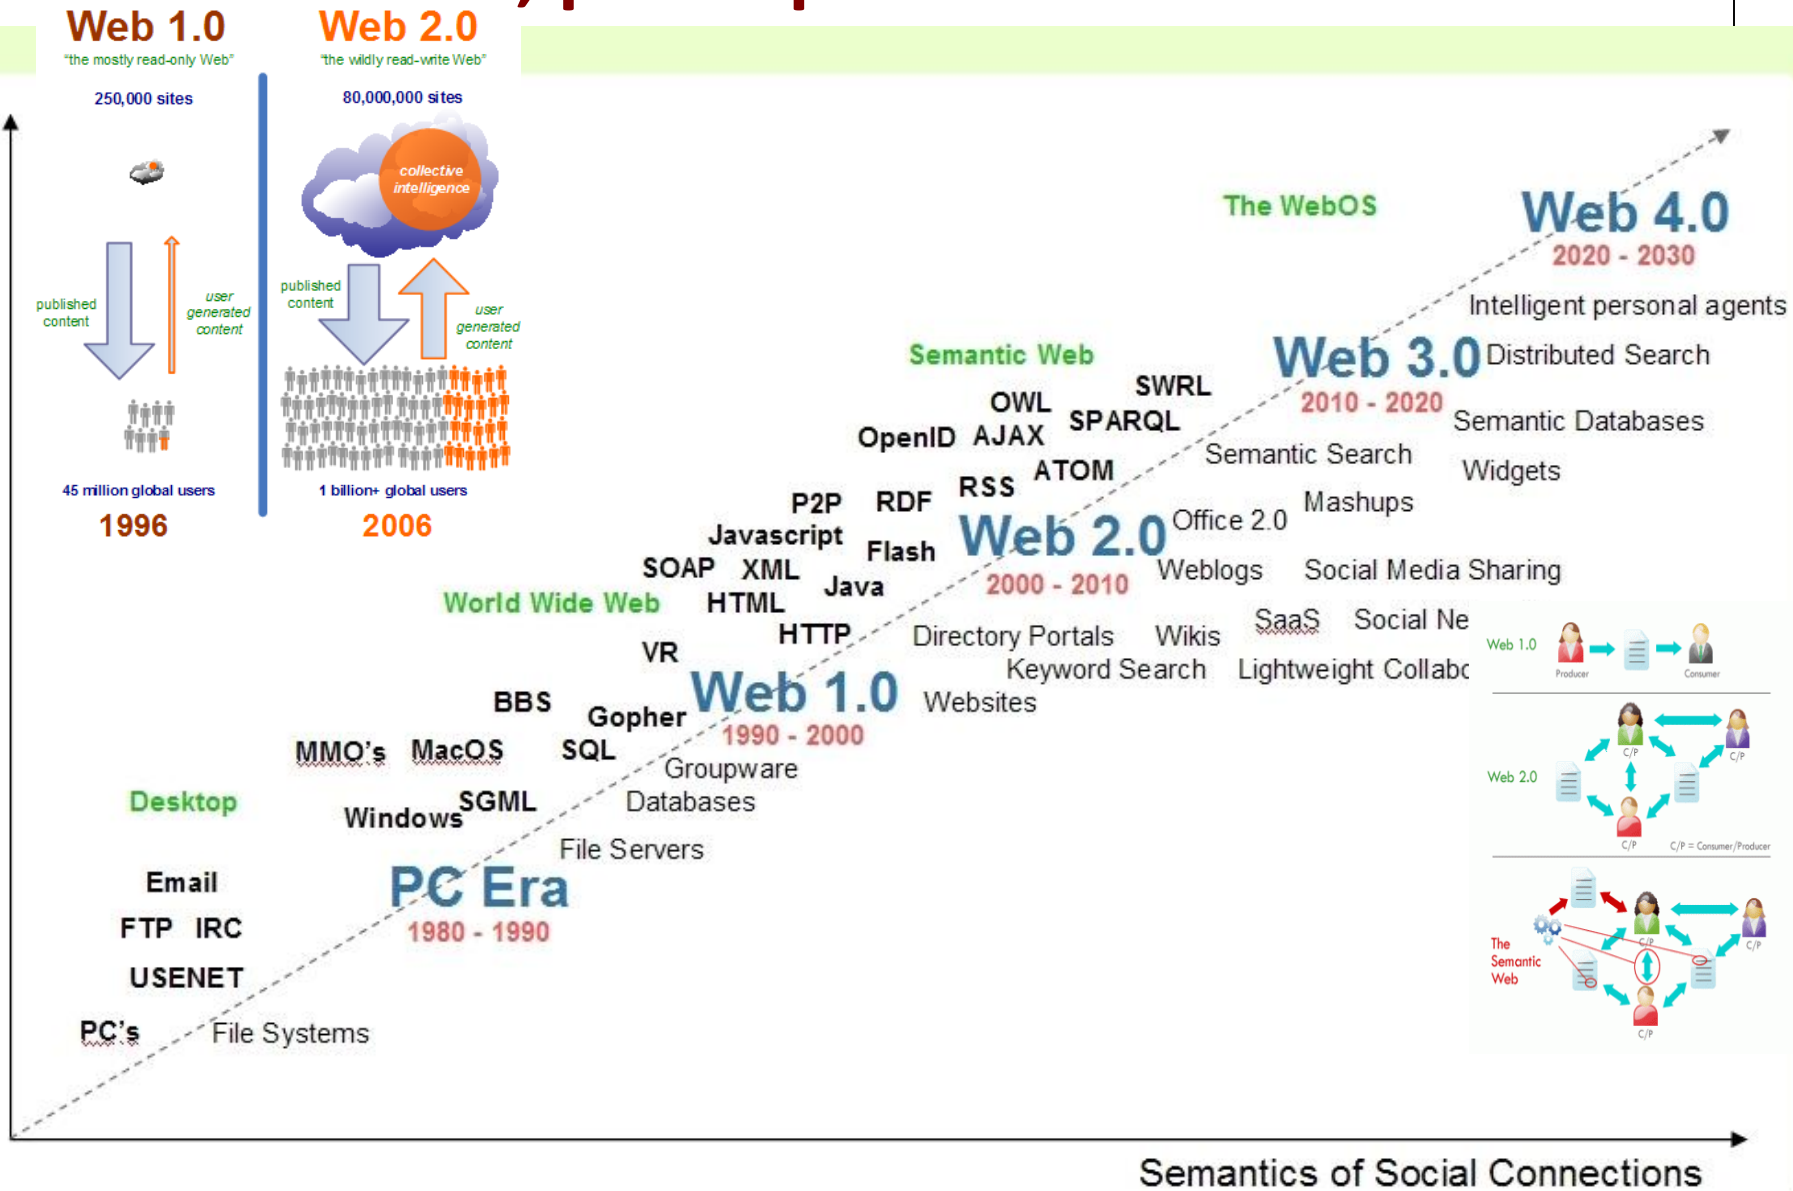 Web 1.0
"the mostly read-only Web"
250,000 sites
published
content
user
generated
content
45 million global users
1996
Web 2.0
"the wildly read-write Web"
80,000,000 sites
collective
intelligence
published
content
user
generated
content
1 billion+ global users
2006
The WebOS
Web 4.0
2020 - 2030
Intelligent personal agents
Semantic Web
Web 3.0
Distributed Search
2010 - 2020
SWRL
OWL
SPARQL
Semantic Databases
OpenID
AJAX
Semantic Search
ATOM
Widgets
RSS
P2P
RDF
Mashups
Office 2.0
Javascript
Flash
Web 2.0
2000 - 2010
SOAP
XML
Java
Weblogs
Social Media Sharing
World Wide Web
HTML
HTTP
Directory Portals
Wikis
SaaS
Social Ne
VR
Keyword Search
Lightweight Collabo
Web 1.0
1990 - 2000
Websites
BBS
Gopher
MMO's
MacOS
SQL
Groupware
Desktop
Windows
SGML
Databases
File Servers
Email
PC Era
1980 - 1990
FTP
IRC
USENET
PC's
File Systems
Web 1.0
Producer
Consumer
Web 2.0
C/P
C/P
C/P
C/P = Consumer/Producer
The
Semantic
Web
C/P
C/P
C/P
Semantics of Social Connections